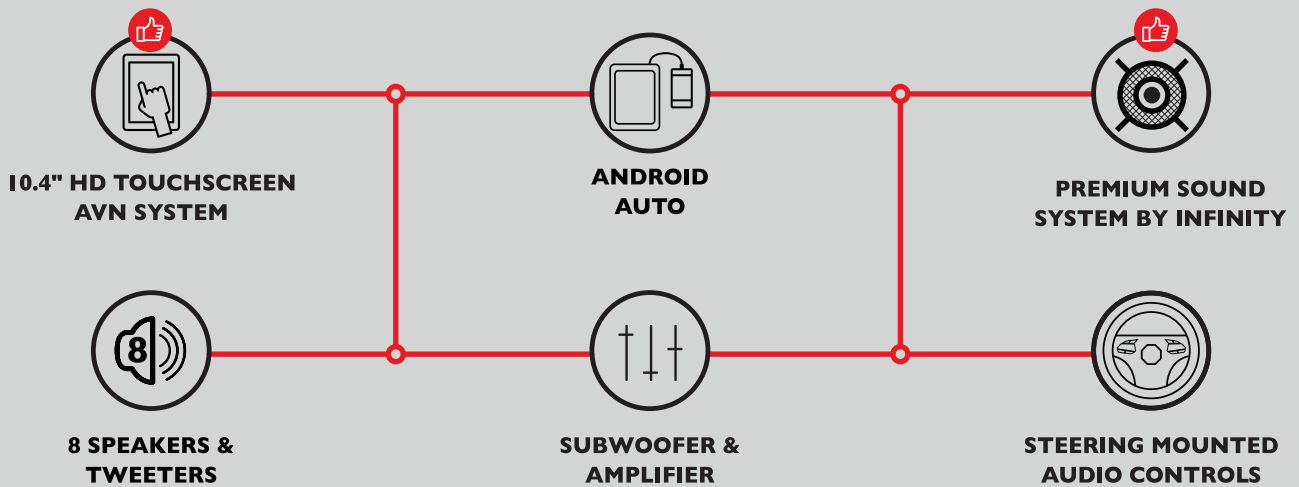 10.4" HD TOUCHSCREEN
AVN SYSTEM
ANDROID
AUTO
PREMIUM SOUND
SYSTEM BY INFINITY
8
8 SPEAKERS &
TWEETERS
SUBWOOFER &
AMPLIFIER
STEERING MOUNTED
AUDIO CONTROLS